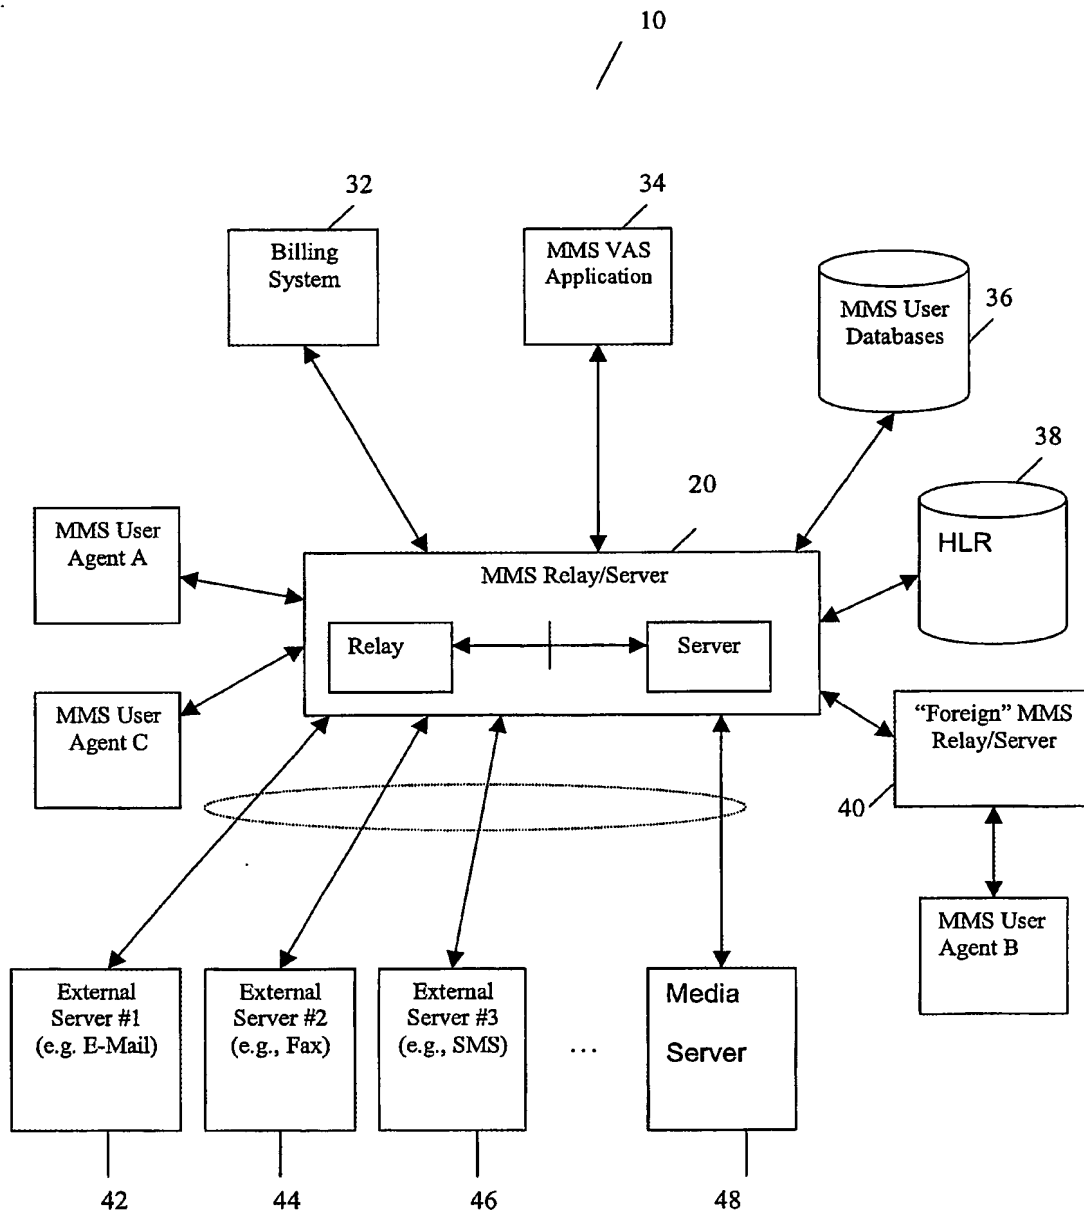 10
32
34
Billing
System
MMS VAS
Application
MMS User
Databases
36
38
20
MMS User
Agent A
HLR
MMS Relay/Server
Relay
Server
MMS User
Agent C
“Foreign” MMS
Relay/Server
40
MMS User
Agent B
External
Server #1
(e.g. E-Mail)
External
Server #2
(e.g., Fax)
External
Server #3
(e.g., SMS)
...
Media
Server
42
44
46
48